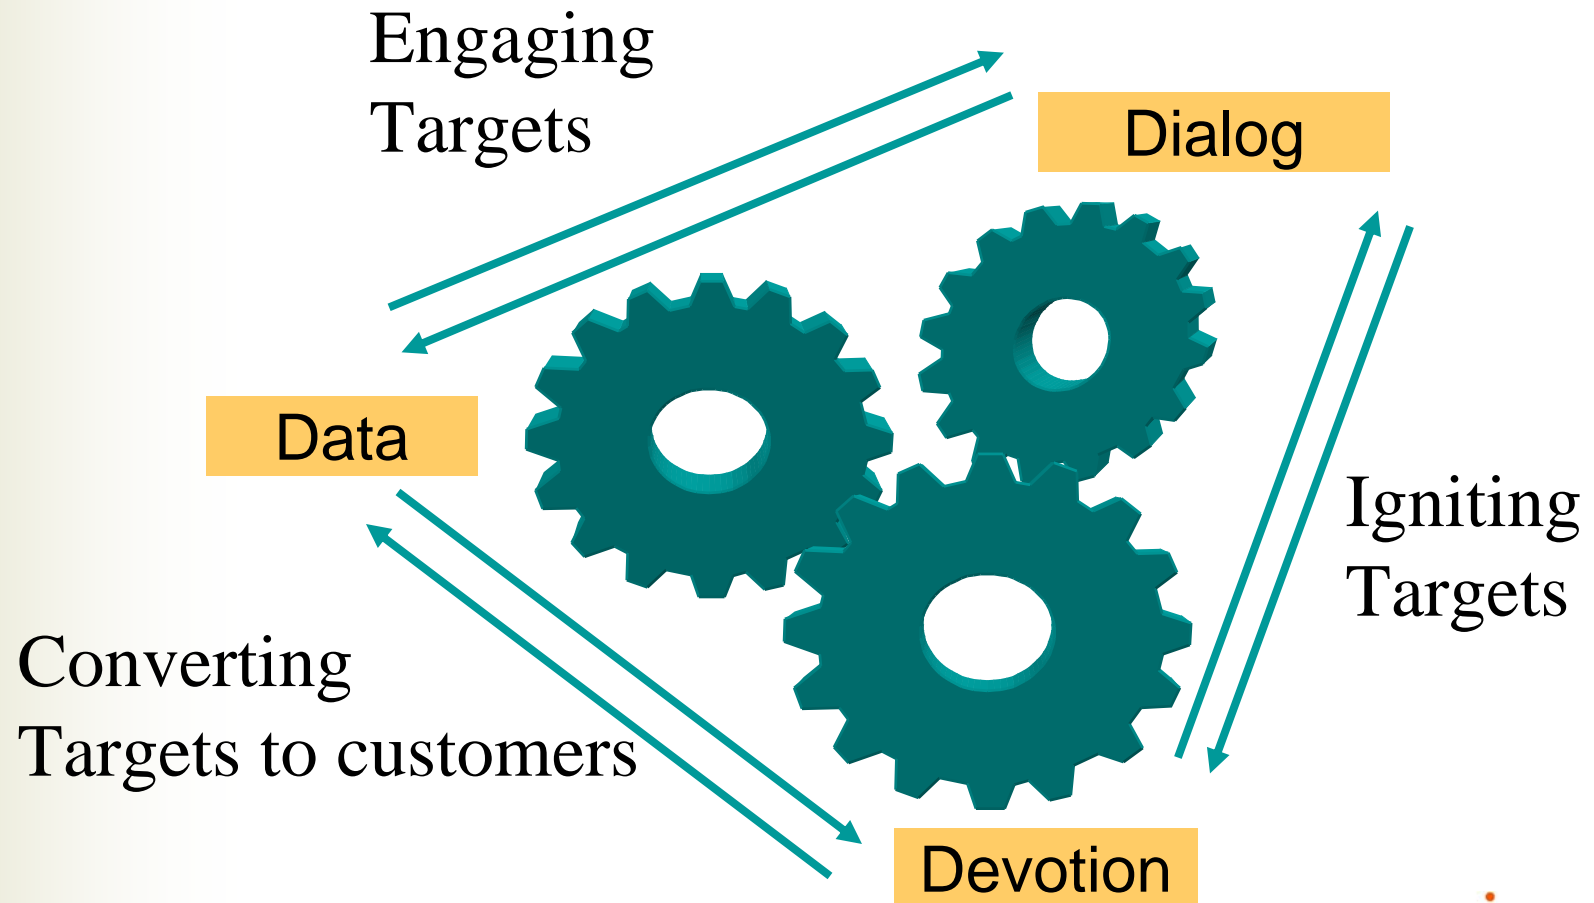 Engaging
Targets
Dialog
Data
Igniting
Targets
Converting
Targets to customers
Devotion